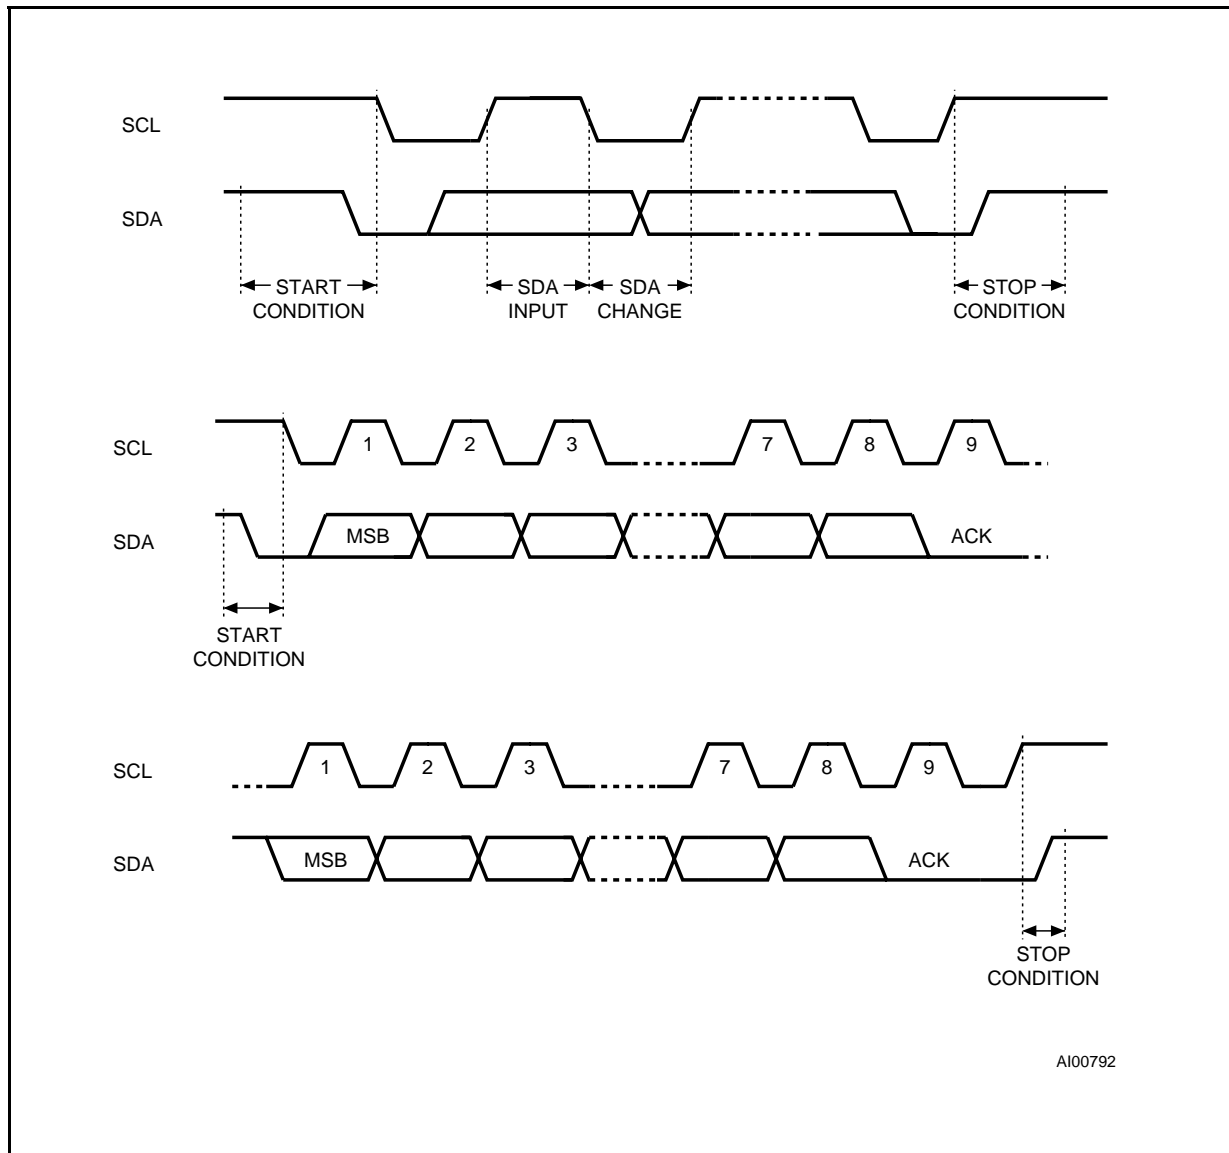 SCL
SDA
START
CONDITION
SDA
INPUT
SDA
CHANGE
STOP
CONDITION
SCL
1 2 3 7 8 9
SDA
MSB ACK
START
CONDITION
SCL
1 2 3 7 8 9
SDA
MSB ACK
STOP
CONDITION
AI00792